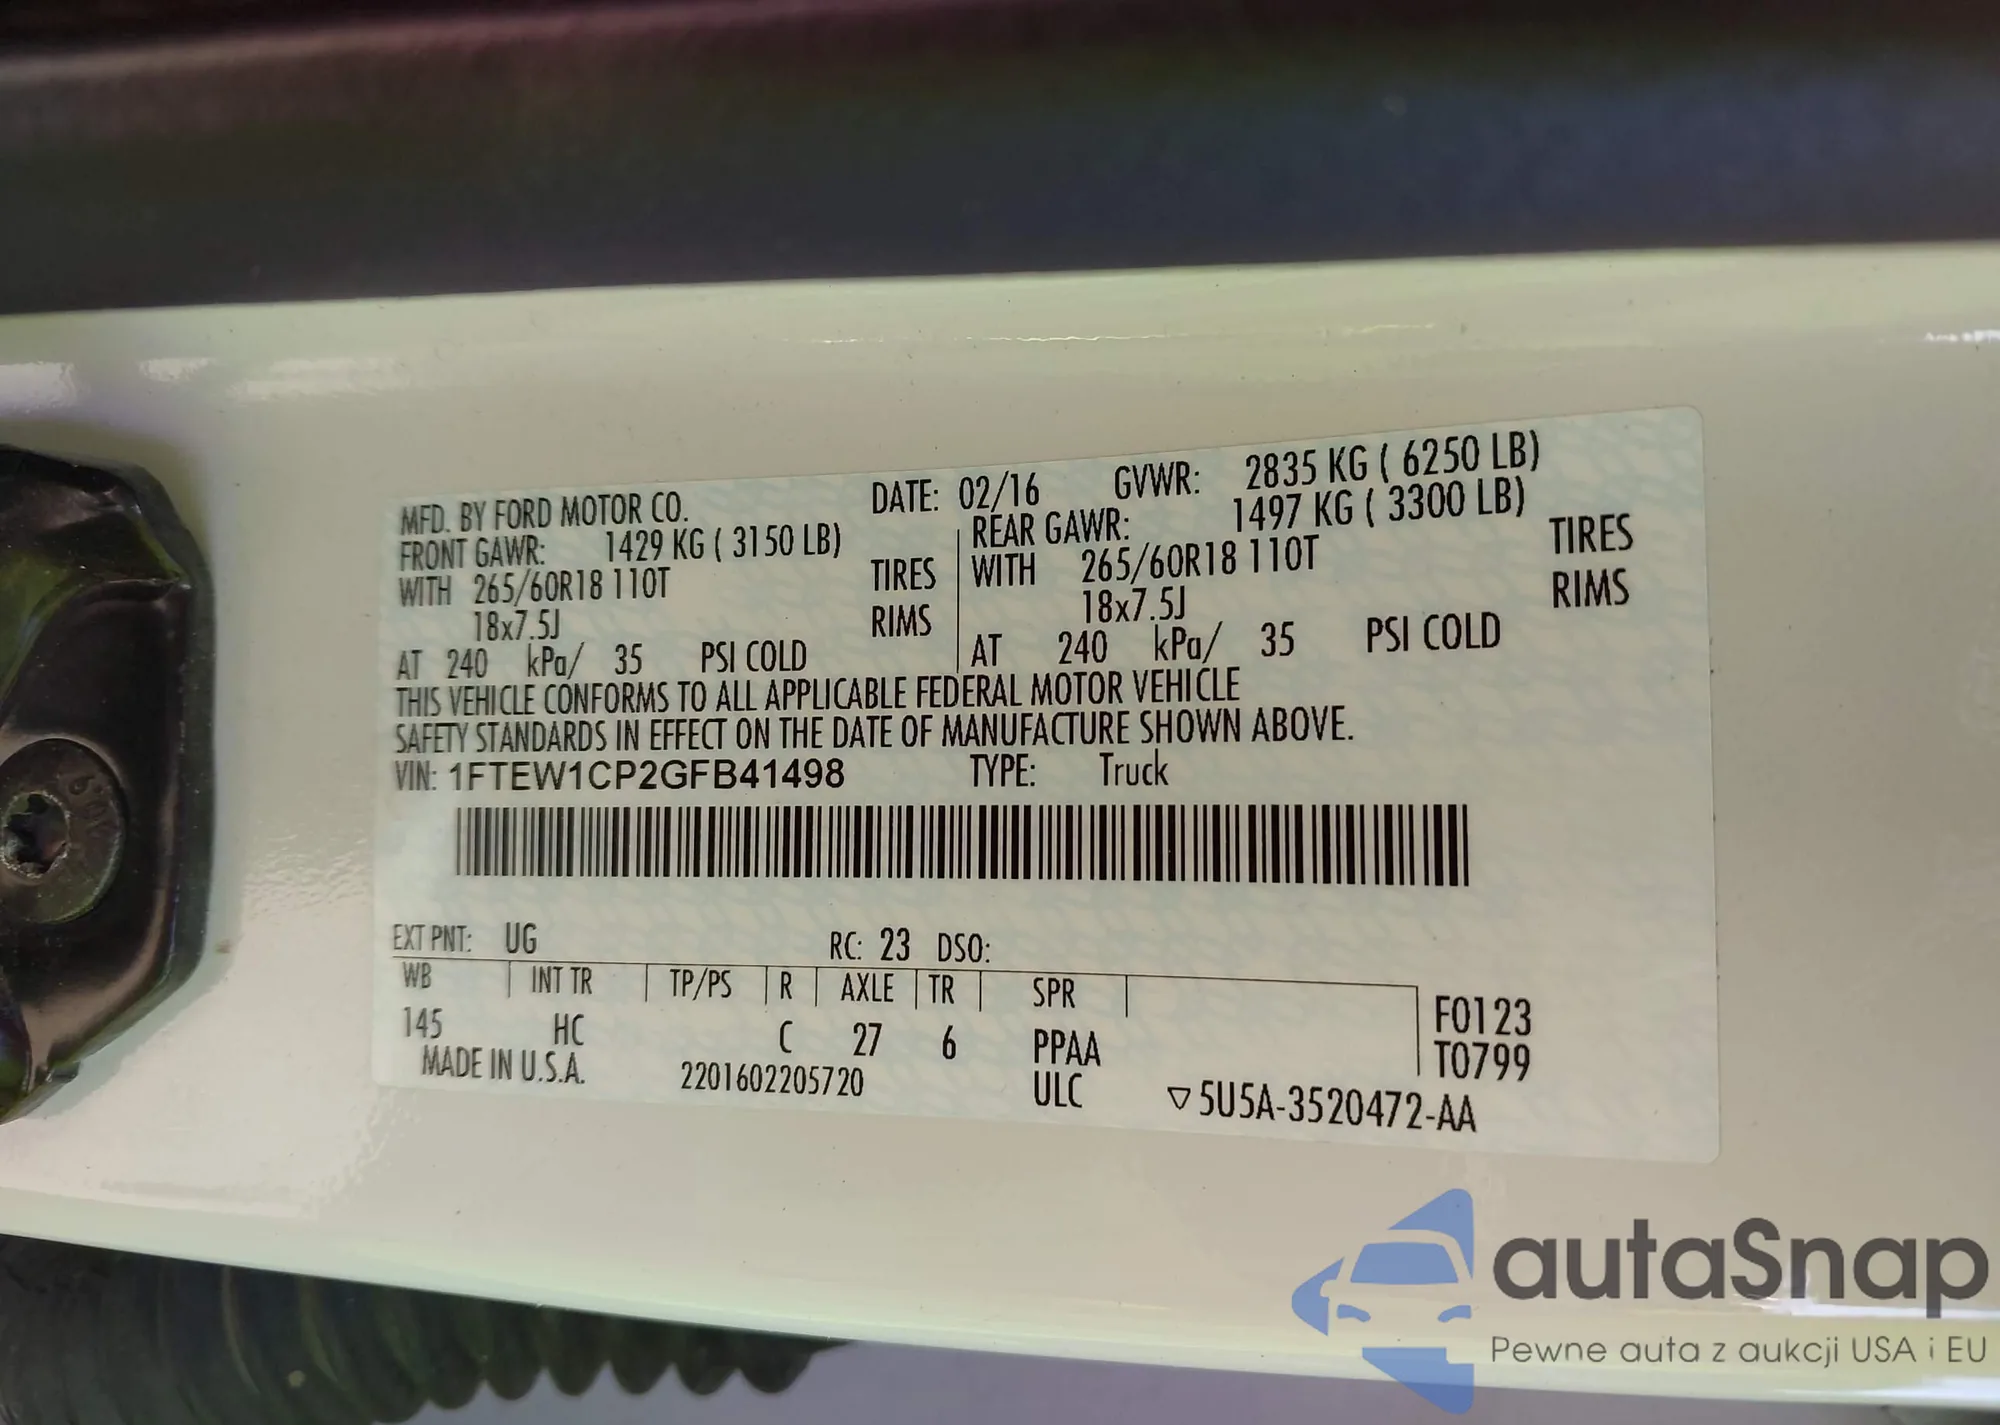 MFD. BY FORD MOTOR CO. DATE: 02/16 GVWR: 2835 KG ( 6250 LB)
FRONT GAWR: 1429 KG ( 3150 LB) REAR GAWR: 1497 KG ( 3300 LB)
WITH 265/60R18 110T TIRES WITH 265/60R18 110T TIRES
18x7.5J RIMS 18x7.5J RIMS
AT 240 kPa/ 35 PSI COLD AT 240 kPa/ 35 PSI COLD
THIS VEHICLE CONFORMS TO ALL APPLICABLE FEDERAL MOTOR VEHICLE
SAFETY STANDARDS IN EFFECT ON THE DATE OF MANUFACTURE SHOWN ABOVE.
VIN: 1FTEW1CP2GFB41498 TYPE: Truck
EXT PNT: UG RC: 23 DSO:
WB INT TR TP/PS R AXLE TR SPR
145 HC C 27 6 PPAA F0123
MADE IN U.S.A. 2201602205720 ULC T0799
▽5U5A-3520472-AA
autaSnap
Pewne auta z aukcji USA i EU